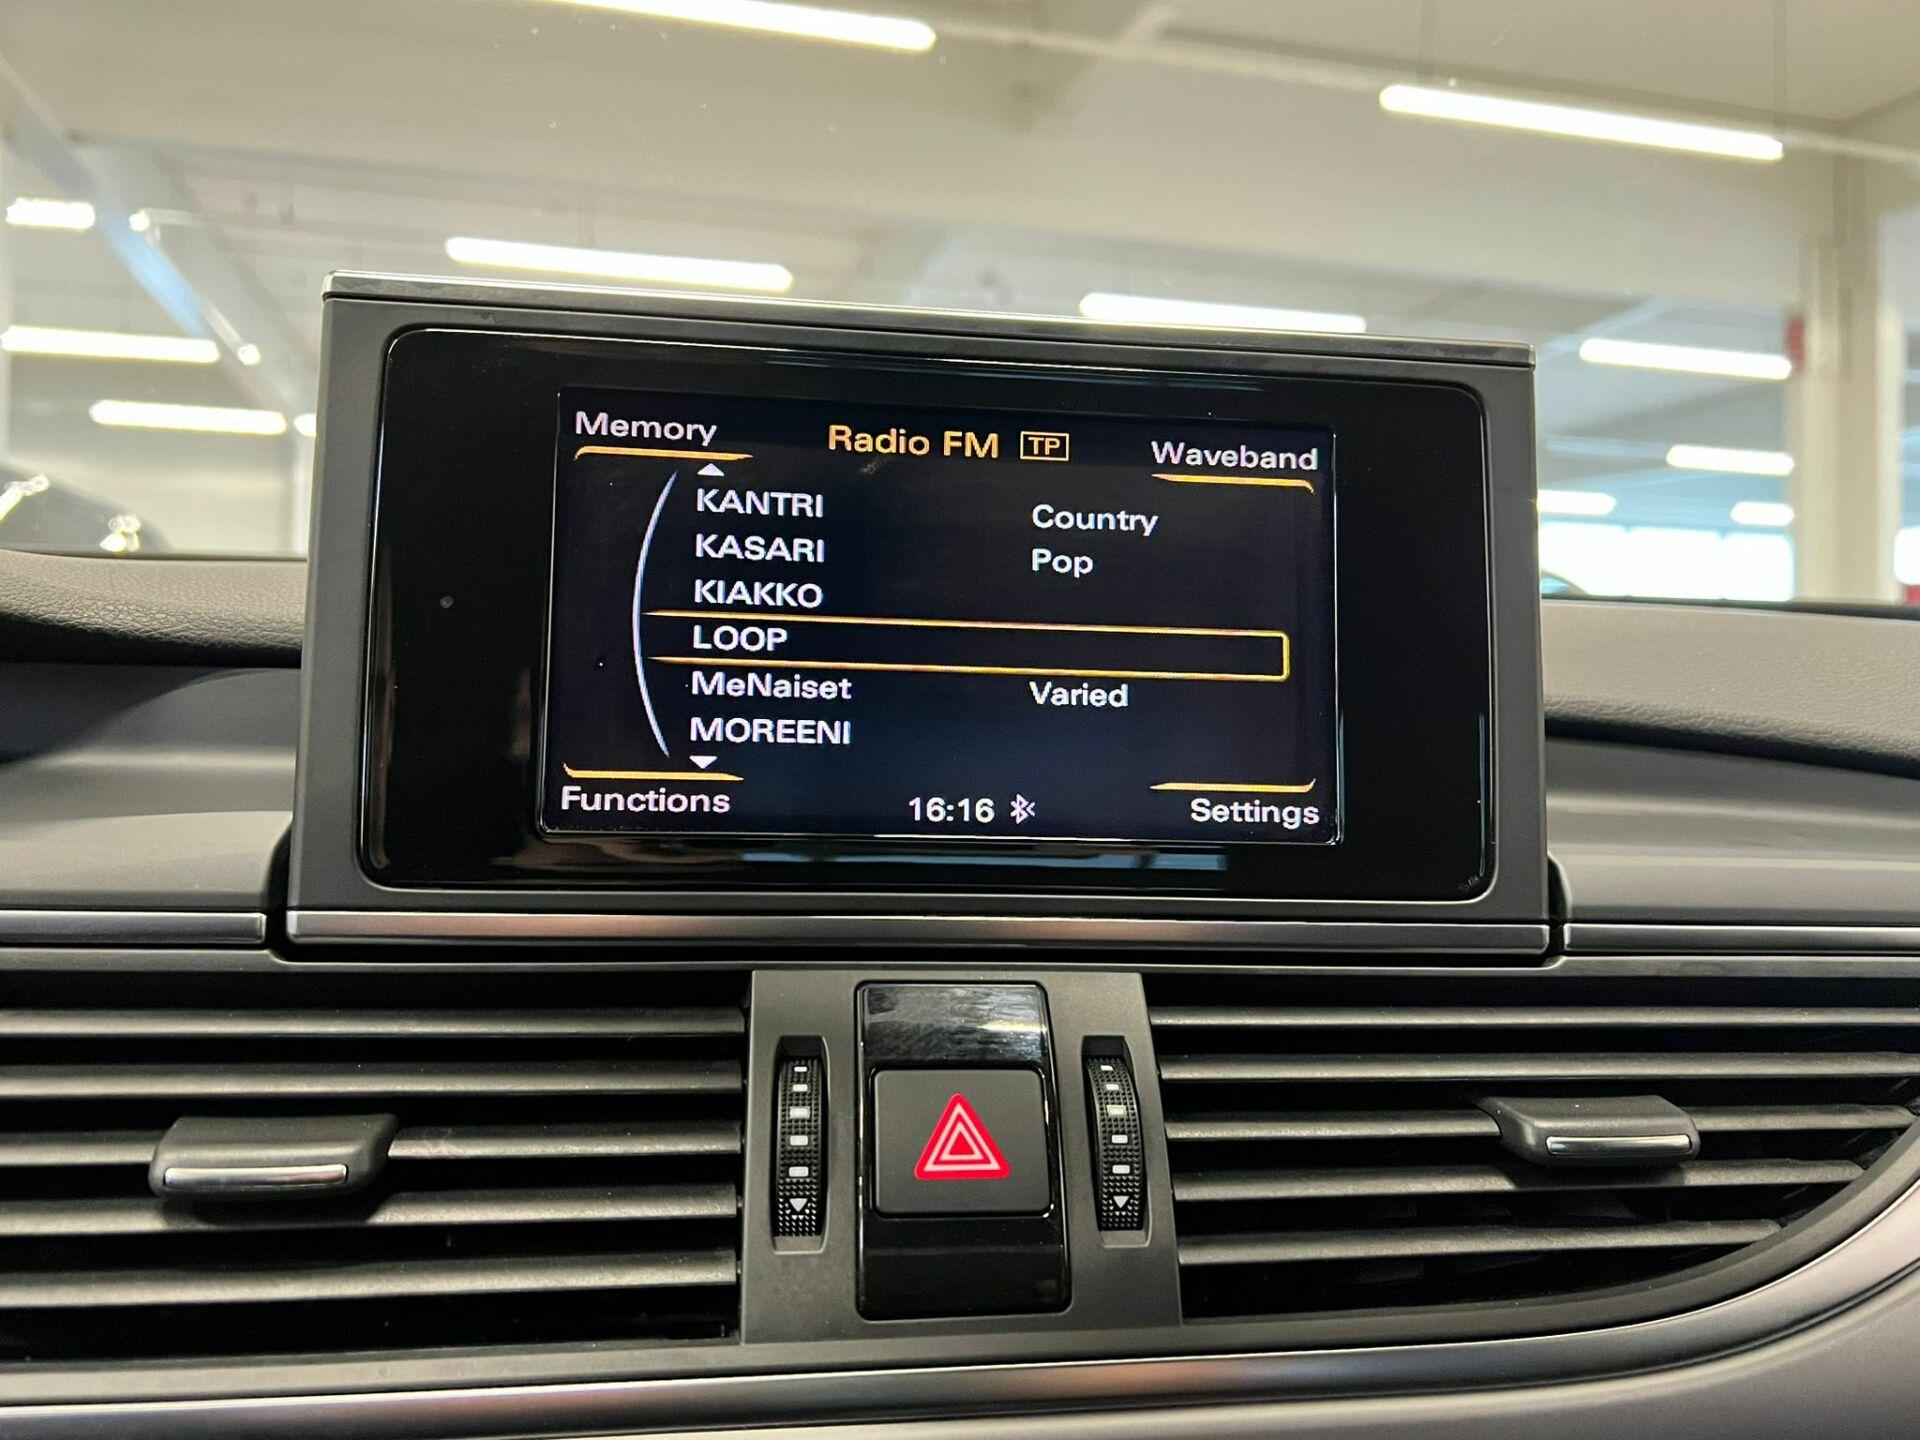 Memory
Radio FM TP
Waveband
KANTRI Country
KASARI Pop
KIAKKO
LOOP
MeNaiset Varied
MOREENI
Functions
16:16
Settings